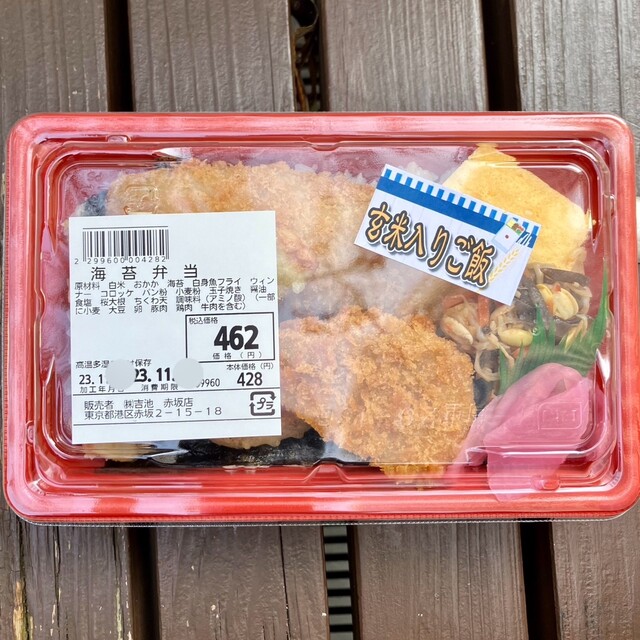 2 299600 004282
海苔弁当
原材料 白米 おかか 海苔 白身魚フライ ウィン
ナー コロッケ パン粉 小麦粉 玉子焼き 醤油
食塩 桜大根 ちくわ天 調味料（アミノ酸）（一部
に小麦 大豆 卵 豚肉 鶏肉 牛肉を含む）
税込価格
462
価格（円）
本体価格（円）
428
保存
23.11
23.11.
加工年月日 消費期限
9960
プラ
販売者 ㈱吉池 赤坂店
東京都港区赤坂2-15-18
玄米入りご飯